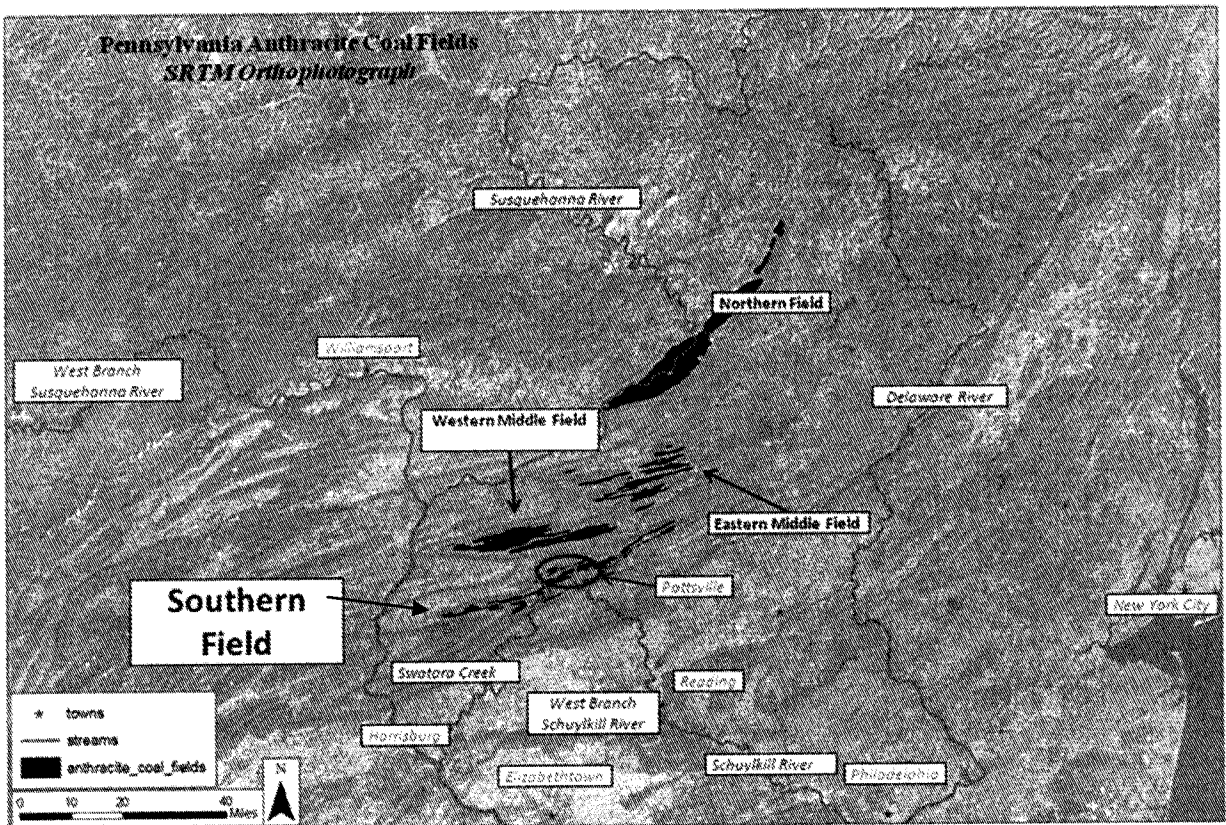 Pennsylvania Anthracite Coal Fields
SRTM Orthophotograph
Susquehanna River
Northern Field
Williamsport
West Branch
Susquehanna River
Delaware River
Western Middle Field
Eastern Middle Field
Pottsville
Southern
Field
New York City
Swatara Creek
Reading
West Branch
Schuylkill River
Harrisburg
Schuylkill River
Philadelphia
Elizabethtown
towns
streams
anthracite_coal_fields
N
0 10 20 40
Miles